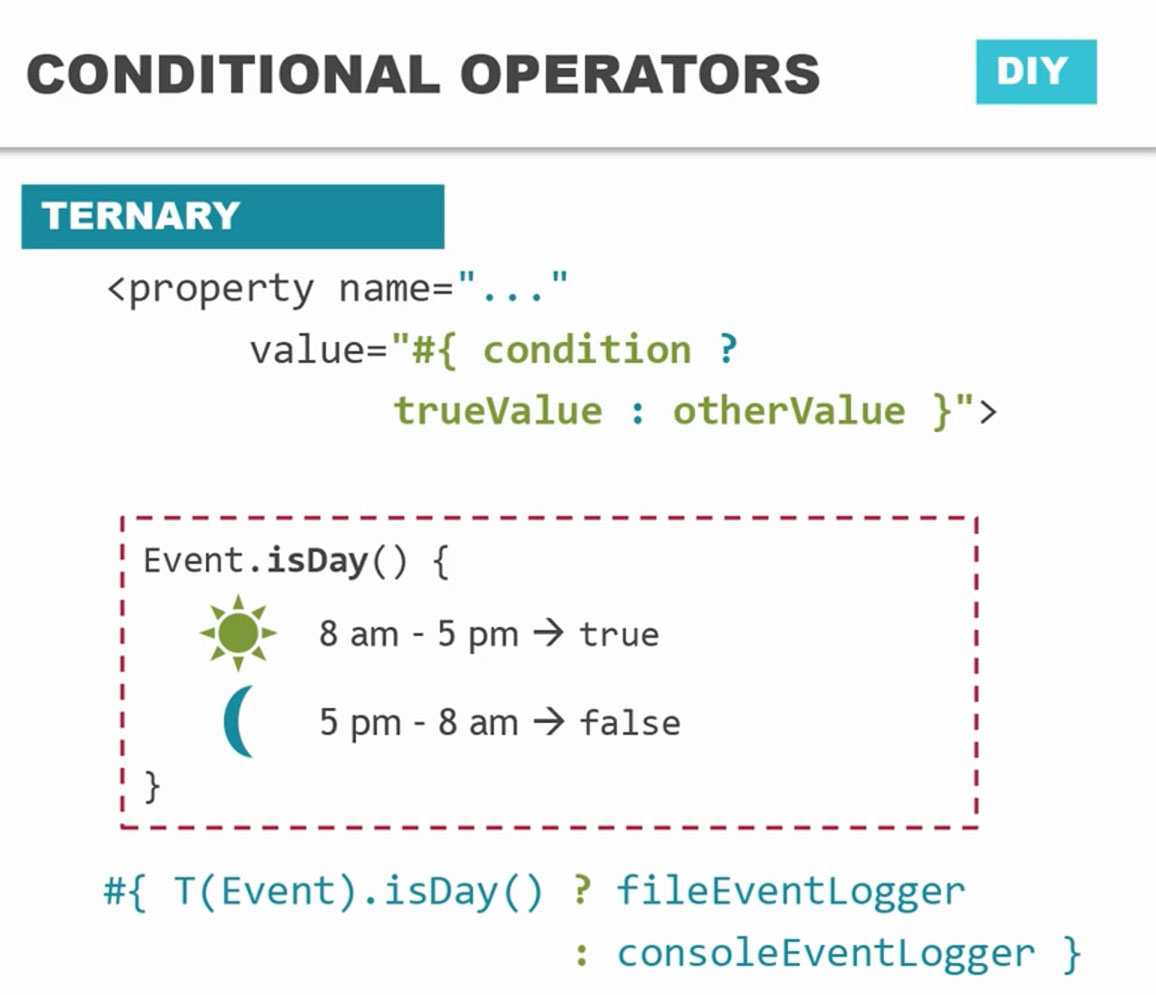 CONDITIONAL OPERATORS
DIY
TERNARY
<property name="..."
value="#{ condition ?
trueValue : otherValue }">
Event.isDay() {
8 am - 5 pm → true
5 pm - 8 am → false
}
#{ T(Event).isDay() ? fileEventLogger
: consoleEventLogger }